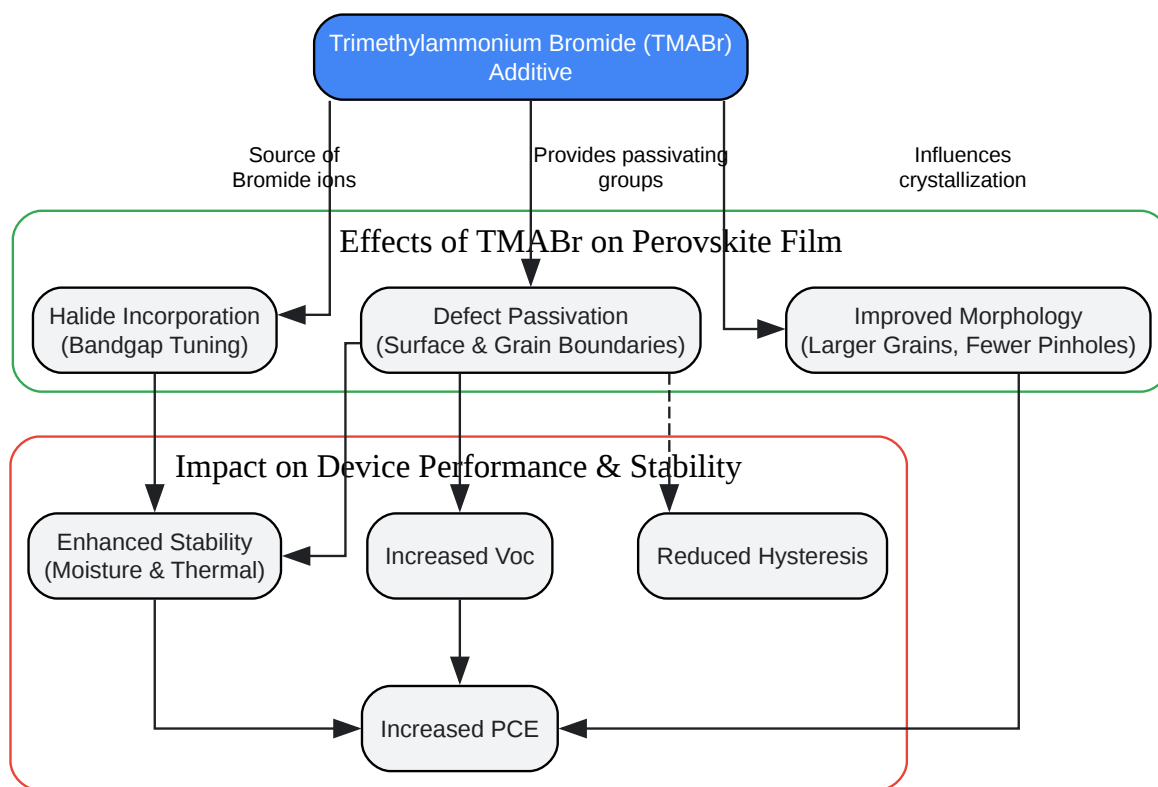 Trimethylammonium Bromide (TMABr)
Additive
Source of
Bromide ions
Provides passivating
groups
Influences
crystallization
Effects of TMABr on Perovskite Film
Halide Incorporation
(Bandgap Tuning)
Defect Passivation
(Surface & Grain Boundaries)
Improved Morphology
(Larger Grains, Fewer Pinholes)
Impact on Device Performance & Stability
Enhanced Stability
(Moisture & Thermal)
Increased Voc
Reduced Hysteresis
Increased PCE